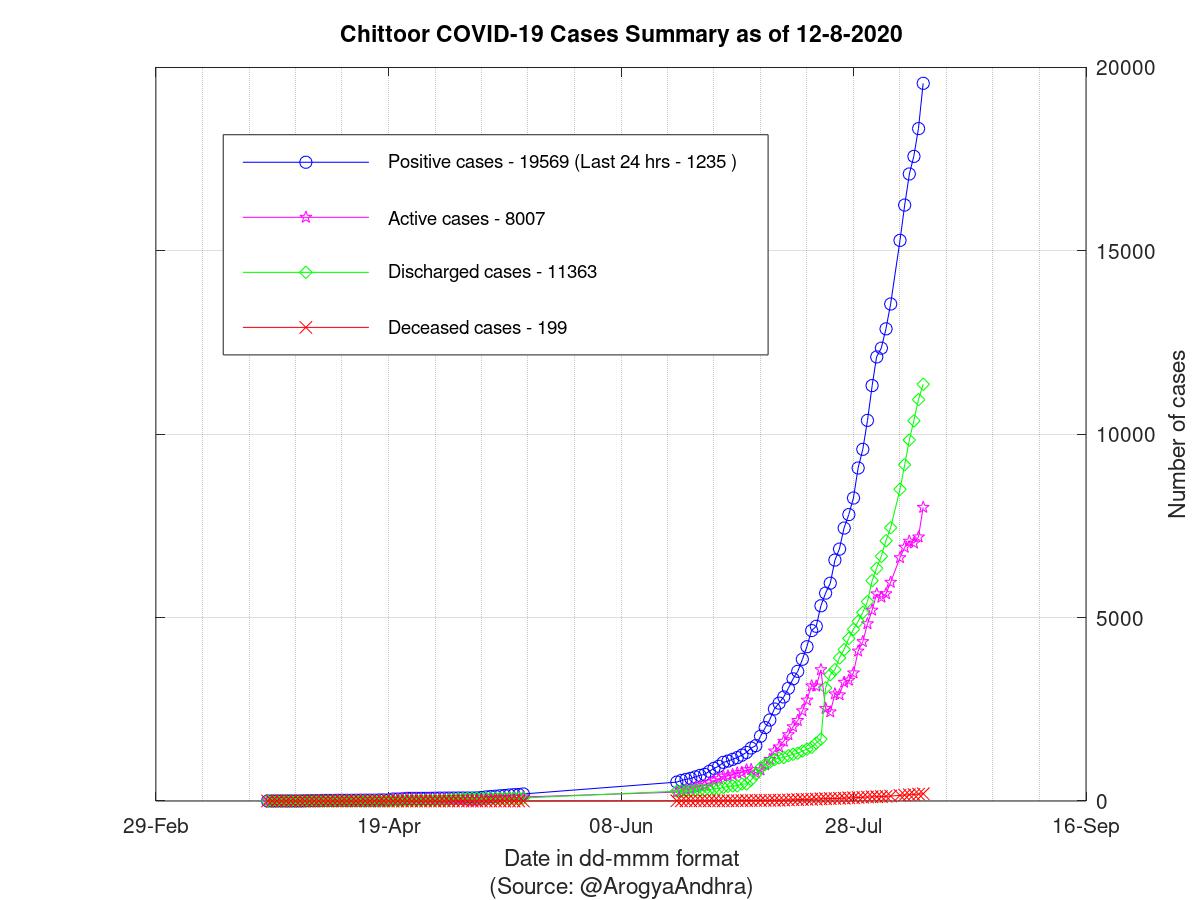 Chittoor COVID-19 Cases Summary as of 12-8-2020
Positive cases - 19569 (Last 24 hrs - 1235 )
Active cases - 8007
Discharged cases - 11363
Deceased cases - 199
20000
15000
10000
5000
0
Number of cases
29-Feb 19-Apr 08-Jun 28-Jul 16-Sep
Date in dd-mmm format
(Source: @ArogyaAndhra)